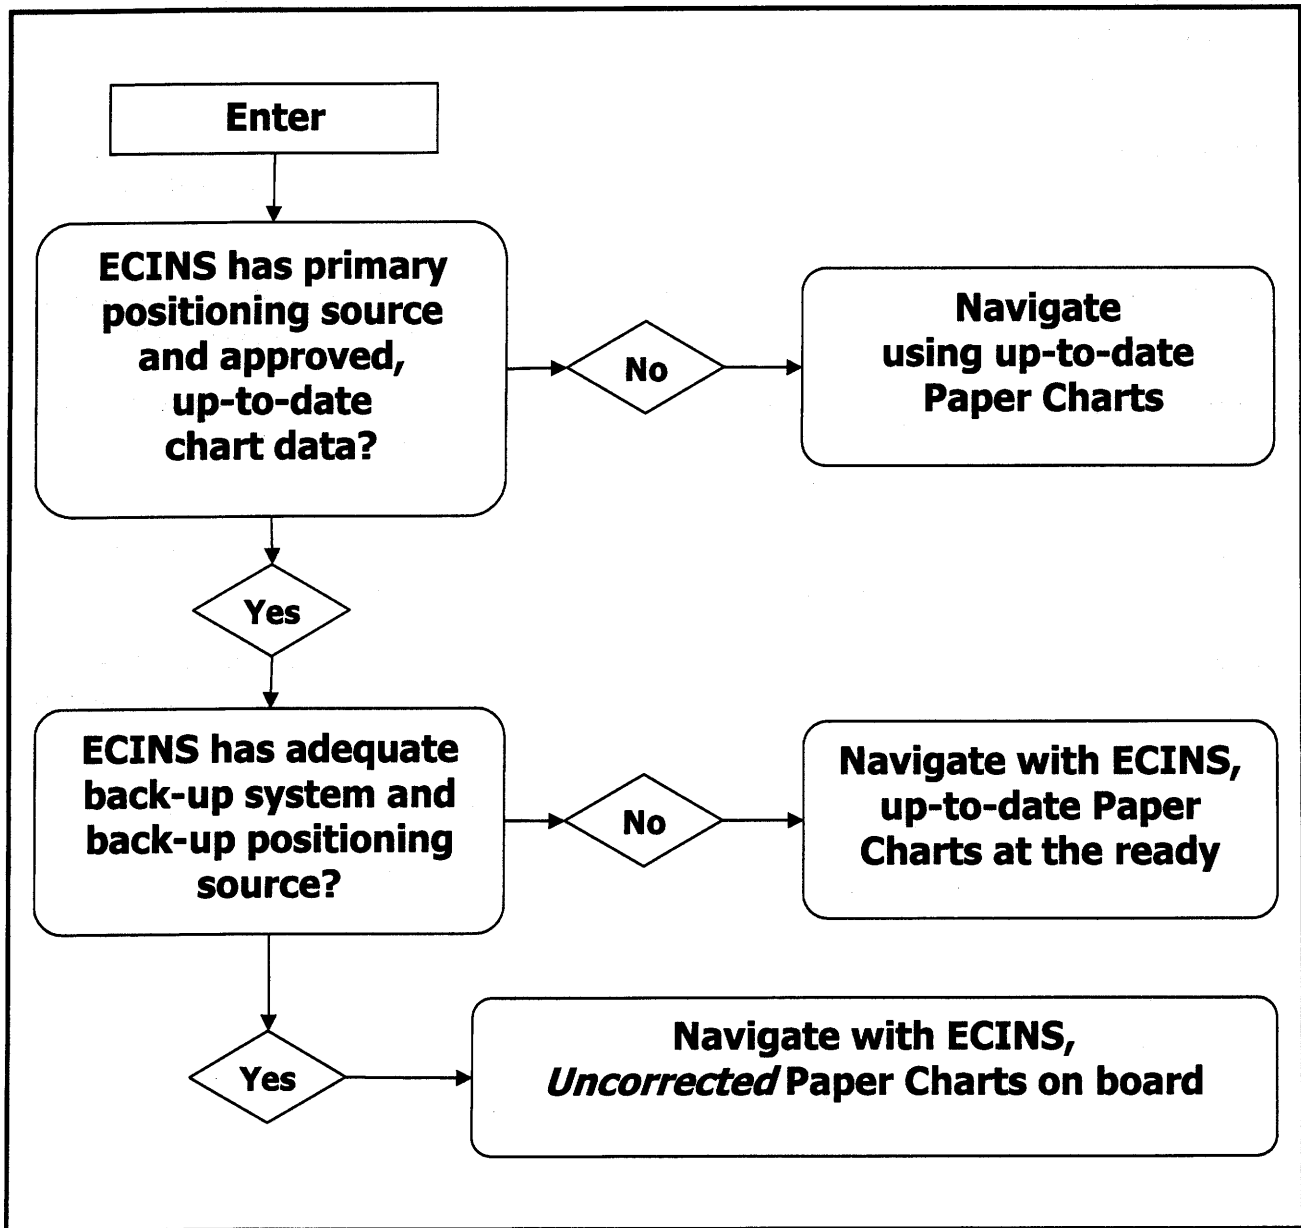 Enter
ECINS has primary
positioning source
and approved,
up-to-date
chart data?
No
Navigate
using up-to-date
Paper Charts
Yes
ECINS has adequate
back-up system and
back-up positioning
source?
No
Navigate with ECINS,
up-to-date Paper
Charts at the ready
Yes
Navigate with ECINS,
Uncorrected Paper Charts on board